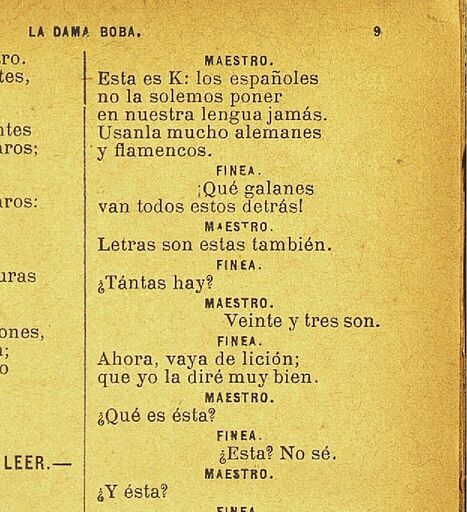 LA DAMA BOBA. 9
ro.
tes,
ntes
aros;
aros:
uras
ones,
a;
o
LEER.—
MAESTRO.
Esta es K: los españoles
no la solemos poner
en nuestra lengua jamás.
Usanla mucho alemanes
y flamencos.
FINEA.
¡Qué galanes
van todos estos detrás!
MAESTRO.
Letras son estas también.
FINEA.
¿Tántas hay?
MAESTRO.
Veinte y tres son.
FINEA.
Ahora, vaya de lición;
que yo la diré muy bien.
MAESTRO.
¿Qué es ésta?
FINEA.
¿Esta? No sé.
MAESTRO.
¿Y ésta?
FINEA.